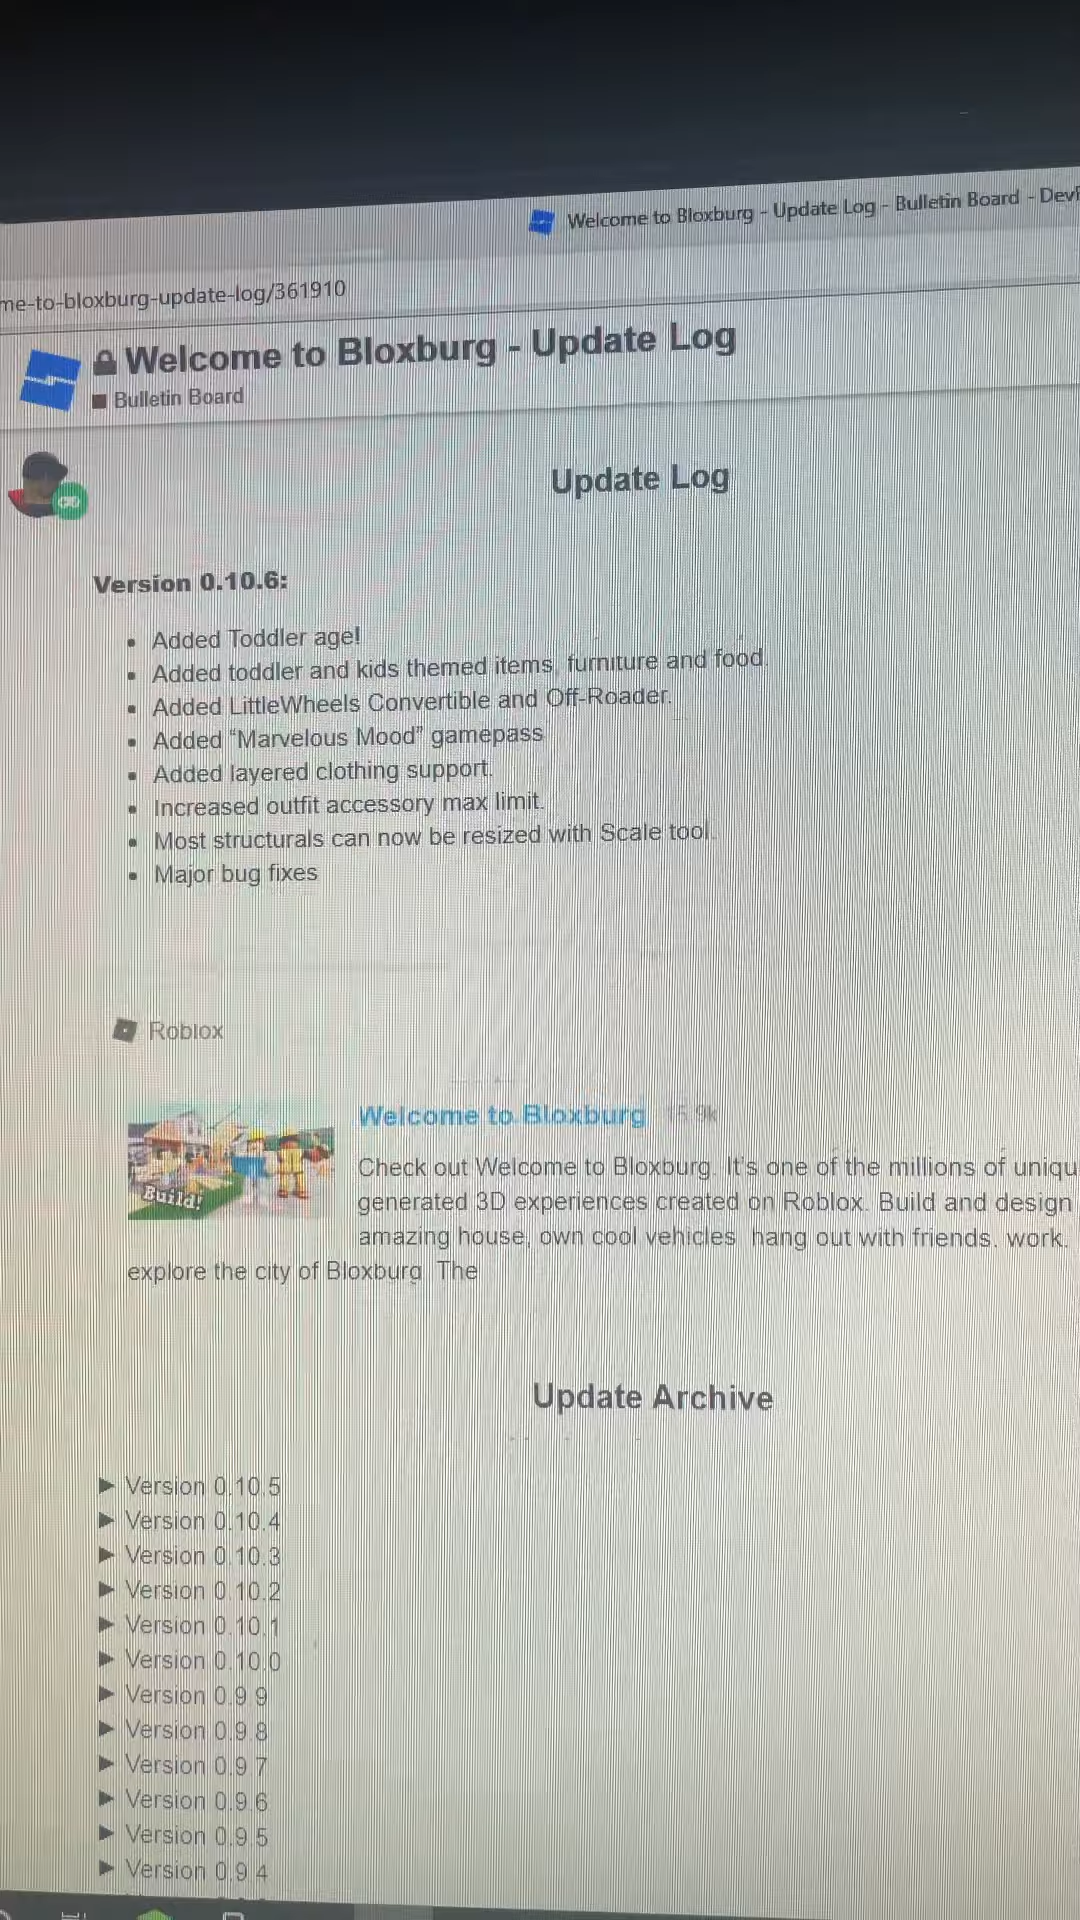 Welcome to Bloxburg - Update Log - Bulletin Board - Dev
me-to-bloxburg-update-log/361910
Welcome to Bloxburg - Update Log
Bulletin Board
Update Log
Version 0.10.6:
• Added Toddler age!
• Added toddler and kids themed items, furniture and food.
• Added LittleWheels Convertible and Off-Roader.
• Added “Marvelous Mood” gamepass
• Added layered clothing support.
• Increased outfit accessory max limit.
• Most structurals can now be resized with Scale tool.
• Major bug fixes
Roblox
Welcome to Bloxburg 15.9k
Build!
Check out Welcome to Bloxburg. It’s one of the millions of uniqu
generated 3D experiences created on Roblox. Build and design
amazing house, own cool vehicles, hang out with friends, work,
explore the city of Bloxburg. The
Update Archive
▶ Version 0.10.5
▶ Version 0.10.4
▶ Version 0.10.3
▶ Version 0.10.2
▶ Version 0.10.1
▶ Version 0.10.0
▶ Version 0.9.9
▶ Version 0.9.8
▶ Version 0.9.7
▶ Version 0.9.6
▶ Version 0.9.5
▶ Version 0.9.4